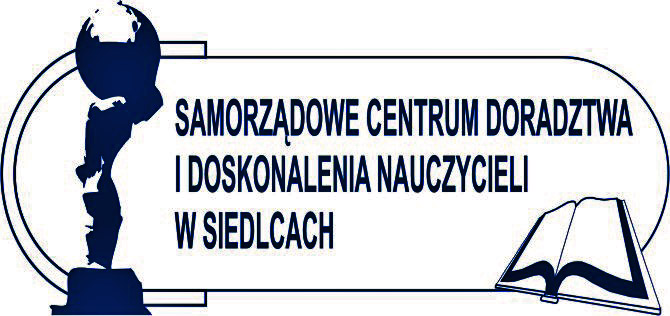 SAMORZĄDOWE CENTRUM DORADZTWA
I DOSKONALENIA NAUCZYCIELI
W SIEDLCACH